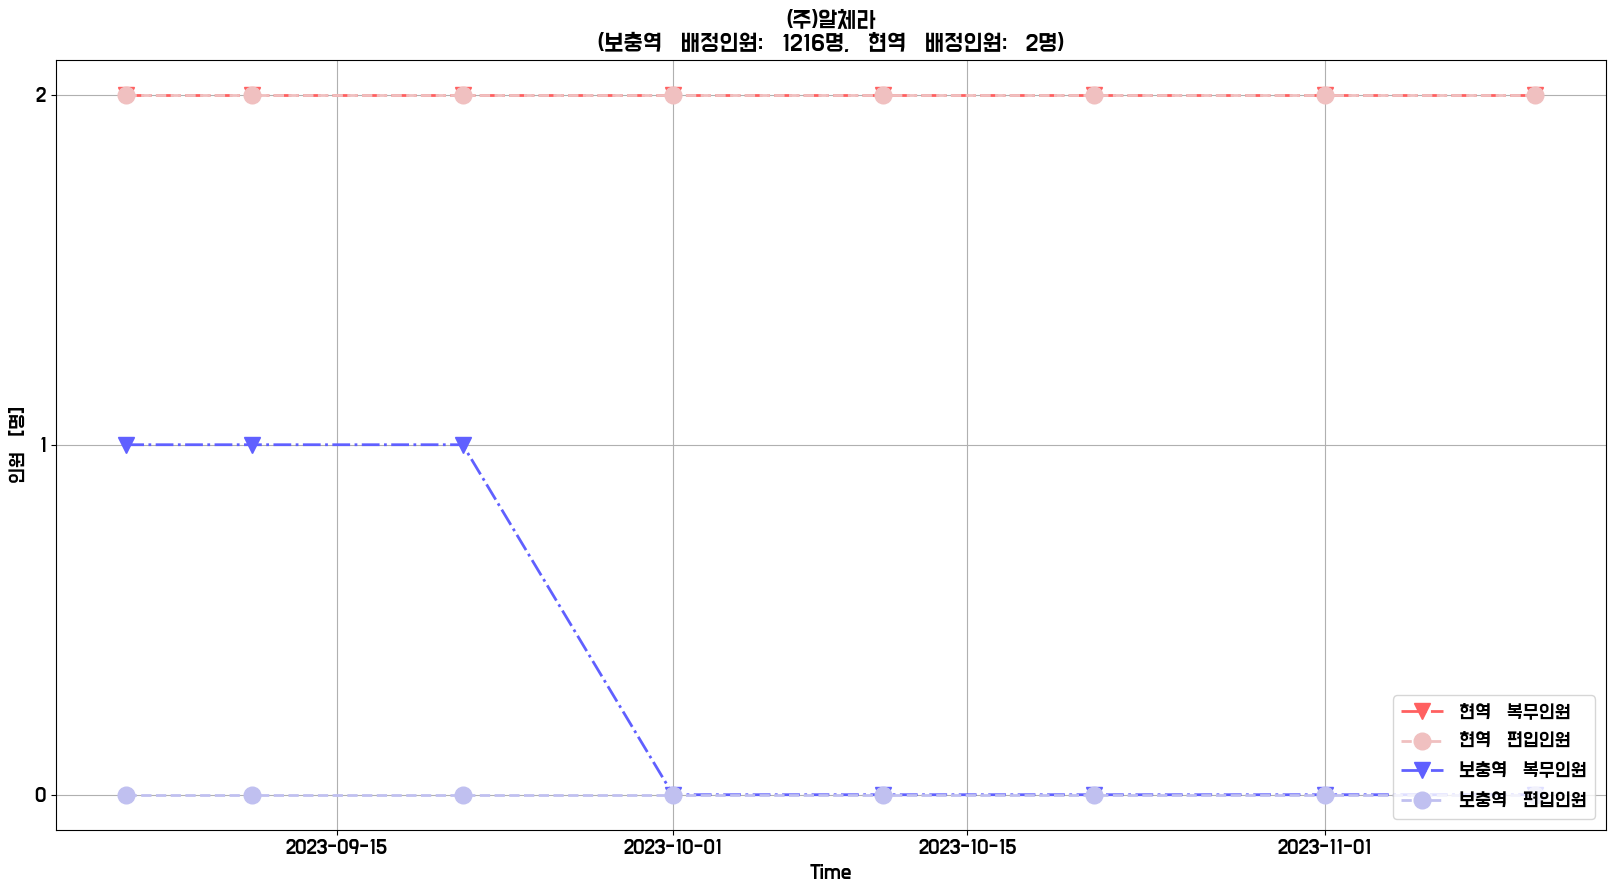 (주)알체라
(보충역 배정인원: 1216명, 현역 배정인원: 2명)
2
1
0
인원 [명]
2023-09-15
2023-10-01
2023-10-15
2023-11-01
Time
현역 복무인원
현역 편입인원
보충역 복무인원
보충역 편입인원